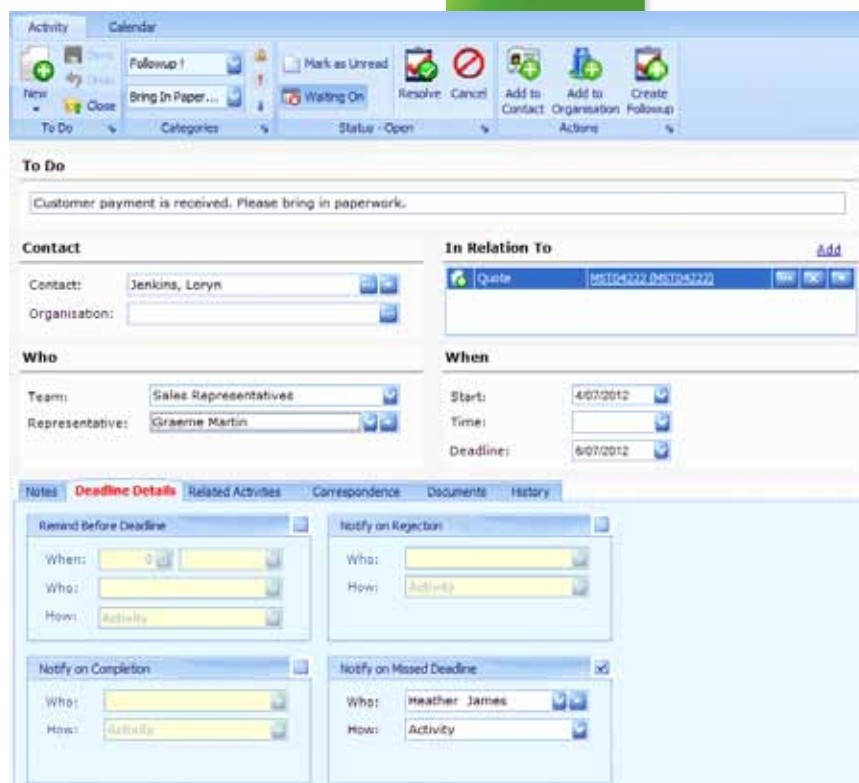 Activity Calendar
New
Save
Undo
Close
To Do
Followup !
Bring In Paper...
Categories
Mark as Unread
Waiting On
Resolve Cancel
Status - Open
Add to Contact
Add to Organisation
Create Followup
Actions
To Do
Customer payment is received. Please bring in paperwork.
Contact
Contact: Jenkins, Loryn
Organisation:
In Relation To Add
Quote MST04222 (MST04222)
Who
Team: Sales Representatives
Representative: Graeme Martin
When
Start: 4/07/2012
Time:
Deadline: 6/07/2012
Notes Deadline Details Related Activities Correspondence Documents History
Remind Before Deadline
When: 0
Who:
How: Activity
Notify on Rejection
Who:
How: Activity
Notify on Completion
Who:
How: Activity
Notify on Missed Deadline
Who: Heather James
How: Activity